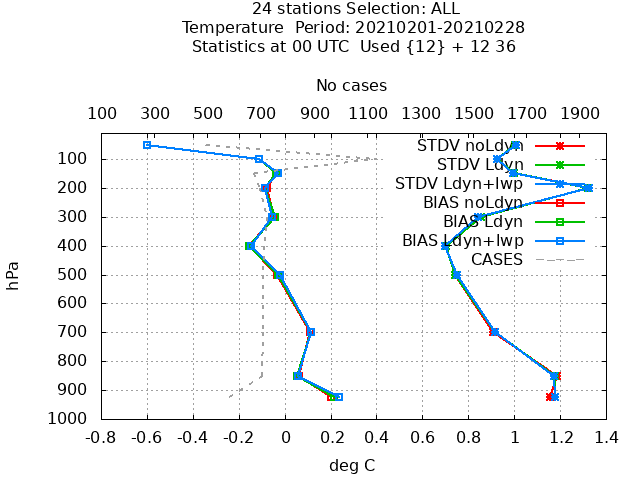 24 stations Selection: ALL
Temperature  Period: 20210201-20210228
Statistics at 00 UTC  Used {12} + 12 36
No cases
100 300 500 700 900 1100 1300 1500 1700 1900
STDV noLdyn
STDV Ldyn
STDV Ldyn+lwp
BIAS noLdyn
BIAS Ldyn
BIAS Ldyn+lwp
CASES
hPa
100
200
300
400
500
600
700
800
900
1000
-0.8 -0.6 -0.4 -0.2 0 0.2 0.4 0.6 0.8 1 1.2 1.4
deg C